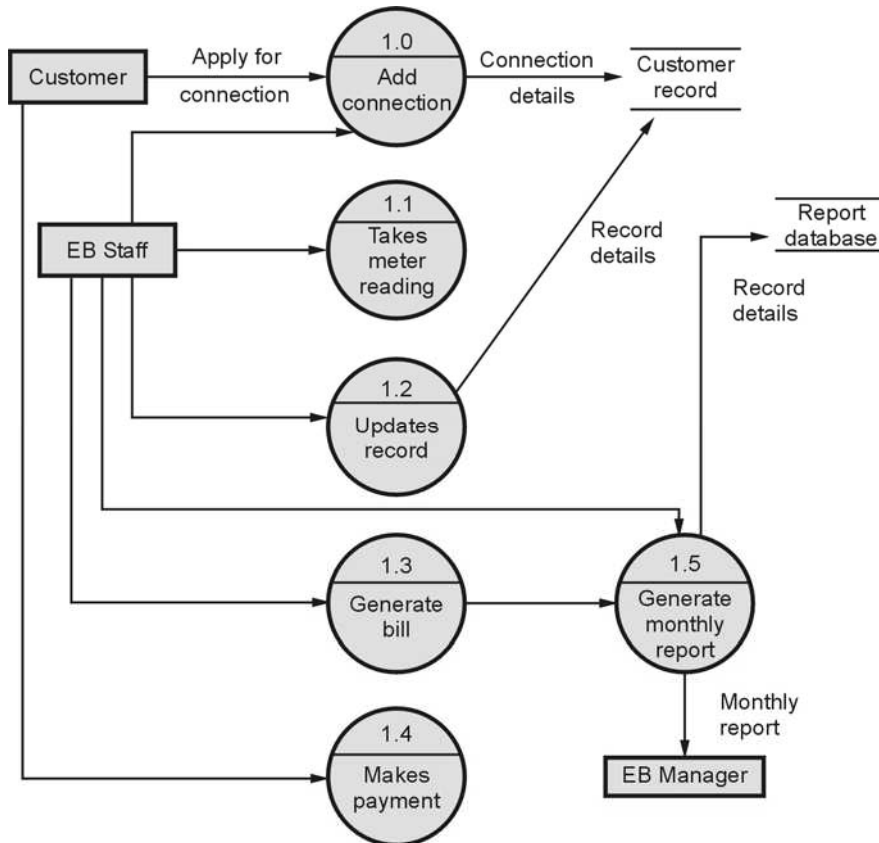 1.0
Customer
Apply for
connection
Add
connection
Connection
details
Customer
record
1.1
EB Staff
Takes
meter
reading
Record
details
Report
database
Record
details
1.2
Updates
record
1.3
Generate
bill
1.5
Generate
monthly
report
Monthly
report
1.4
Makes
payment
EB Manager